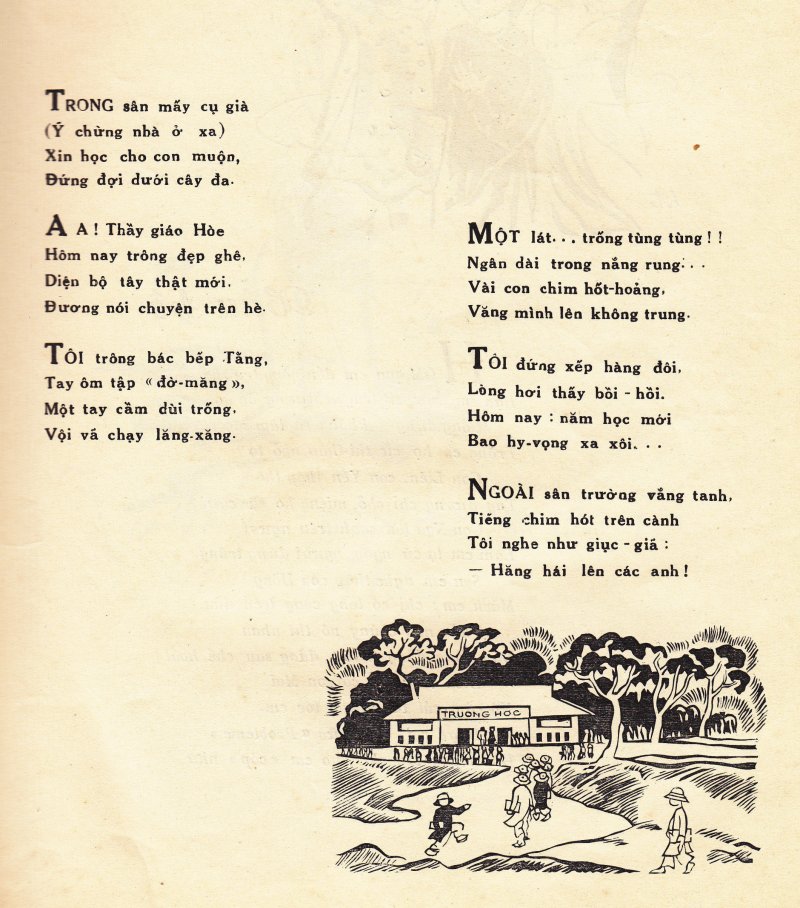 TRONG sân mấy cụ già
(Ý chừng nhà ở xa)
Xin học cho con muộn,
Đứng đợi dưới cây đa.
A A! Thầy giáo Hòe
Hôm nay trông đẹp ghê,
Diện bộ tây thật mới,
Đương nói chuyện trên hè.
TÔI trông bác bếp Tằng,
Tay ôm tập « đờ-măng »,
Một tay cầm dùi trống,
Vội vả chạy lăng-xăng.
MỘT lát... trống tùng tùng!!
Ngân dài trong nắng rung...
Vài con chim hốt-hoảng,
Văng mình lên không trung.
TÔI đứng xếp hàng đôi,
Lòng hơi thấy bồi-hồi.
Hôm nay: năm học mới
Bao hy-vọng xa xôi...
NGOÀI sân trường vắng tanh,
Tiếng chim hót trên cành
Tôi nghe như giục-giã:
— Hăng hái lên các anh!
TRƯỜNG HỌC